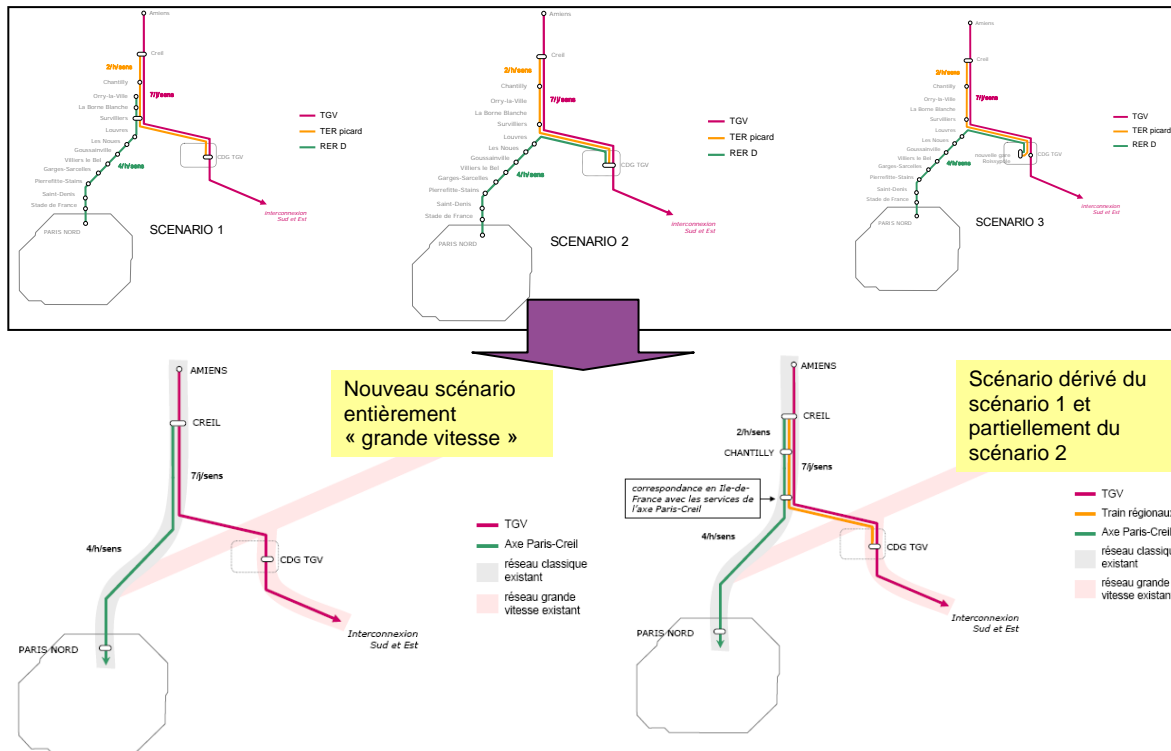 Amiens
Creil
2/h/sens
Chantilly
7/j/sens
Orry-la-Ville
La Borne Blanche
Survilliers
Louvres
Les Noues
Goussainville
Villiers le Bel
Garges-Sarcelles
4/h/sens
Pierrefitte-Stains
Saint-Denis
Stade de France
PARIS NORD
CDG TGV
interconnexion
Sud et Est
TGV
TER picard
RER D
SCENARIO 1
Amiens
Creil
2/h/sens
Chantilly
7/j/sens
Orry-la-Ville
La Borne Blanche
Survilliers
Louvres
Les Noues
Goussainville
Villiers le Bel
Garges-Sarcelles
4/h/sens
Pierrefitte-Stains
Saint-Denis
Stade de France
PARIS NORD
CDG TGV
interconnexion
Sud et Est
TGV
TER picard
RER D
SCENARIO 2
Amiens
Creil
2/h/sens
Chantilly
7/j/sens
Orry-la-Ville
La Borne Blanche
Survilliers
Louvres
Les Noues
Goussainville
Villiers le Bel
Garges-Sarcelles
4/h/sens
Pierrefitte-Stains
Saint-Denis
Stade de France
PARIS NORD
nouvelle gare
CDG TGV
interconnexion
Sud et Est
TGV
TER picard
RER D
SCENARIO 3
Nouveau scénario
entièrement
« grande vitesse »
AMIENS
CREIL
7/j/sens
4/h/sens
CDG TGV
PARIS NORD
Interconnexion
Sud et Est
TGV
Axe Paris-Creil
réseau classique
existant
réseau grande
vitesse existant
Scénario dérivé du
scénario 1 et
partiellement du
scénario 2
AMIENS
CREIL
2/h/sens
CHANTILLY
7/j/sens
correspondance en Ile-de-
France avec les services de
l'axe Paris-Creil
4/h/sens
CDG TGV
PARIS NORD
Interconnexion
Sud et Est
TGV
Train régionaux
Axe Paris-Creil
réseau classique
existant
réseau grande
vitesse existant